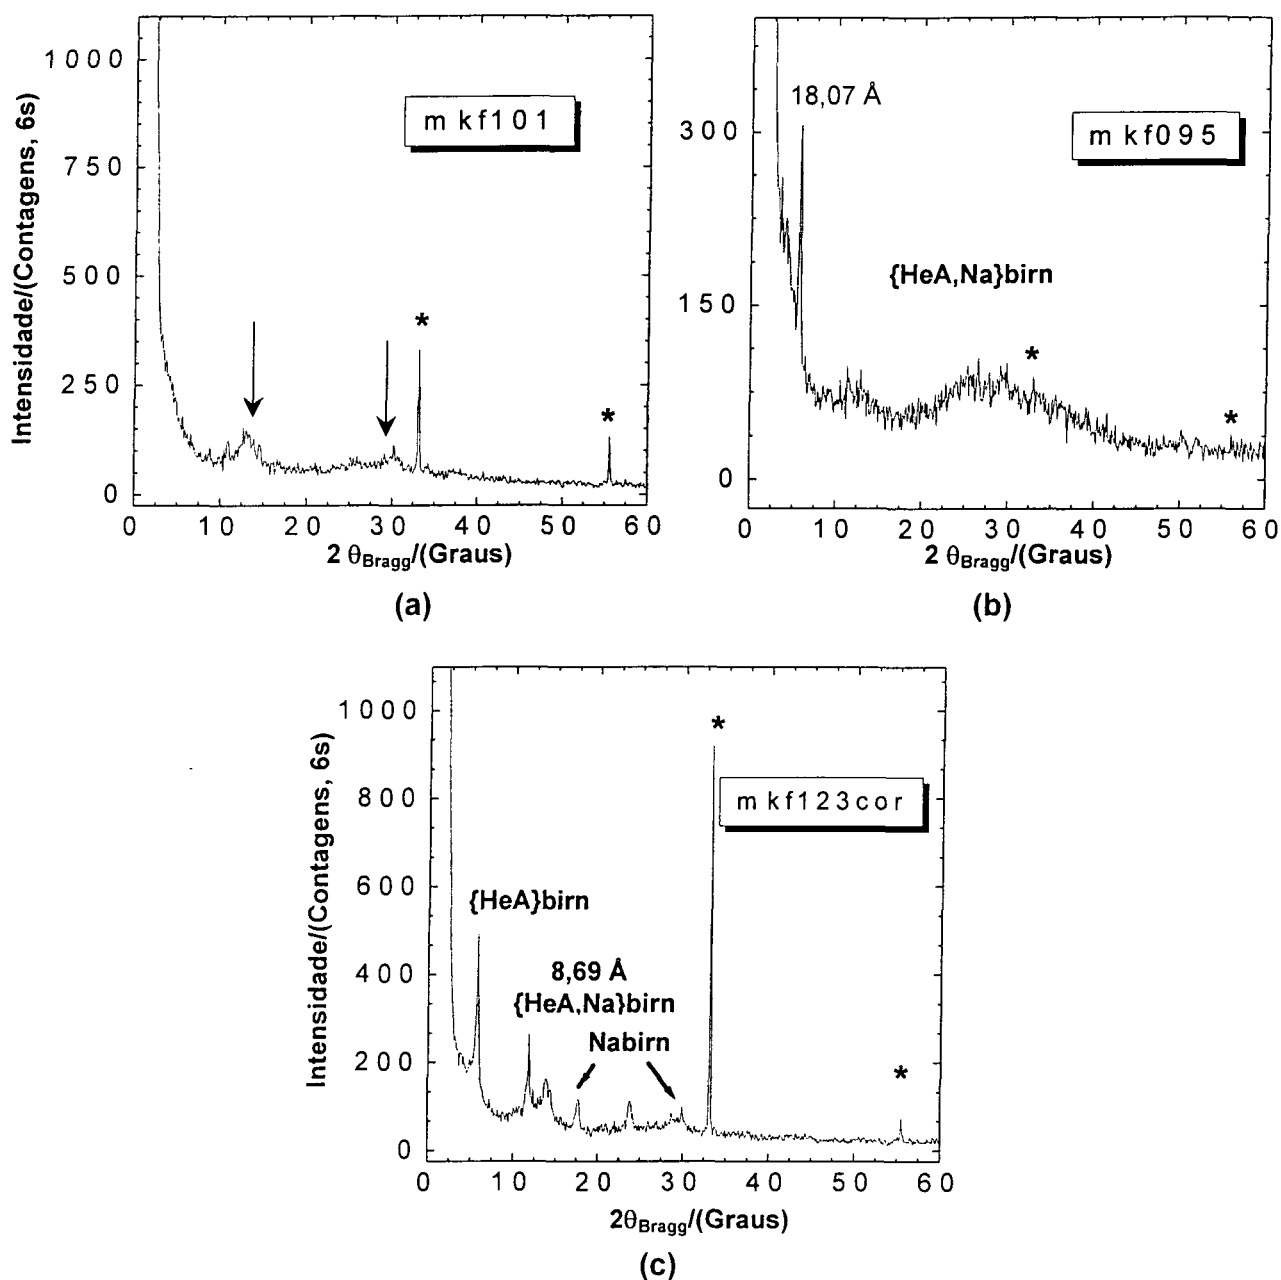 1000
750
500
250
0
Intensidade/(Contagens, 6s)
mkf101
*
*
0 10 20 30 40 50 60
2 θBragg/(Graus)
(a)
300
150
0
18,07 Å
mkf095
{HeA,Na}birn
*
*
0 10 20 30 40 50 60
2 θBragg/(Graus)
(b)
1000
800
600
400
200
0
Intensidade/(Contagens, 6s)
*
mkf123cor
{HeA}birn
8,69 Å
{HeA,Na}birn
Nabirn
*
0 10 20 30 40 50 60
2θBragg/(Graus)
(c)